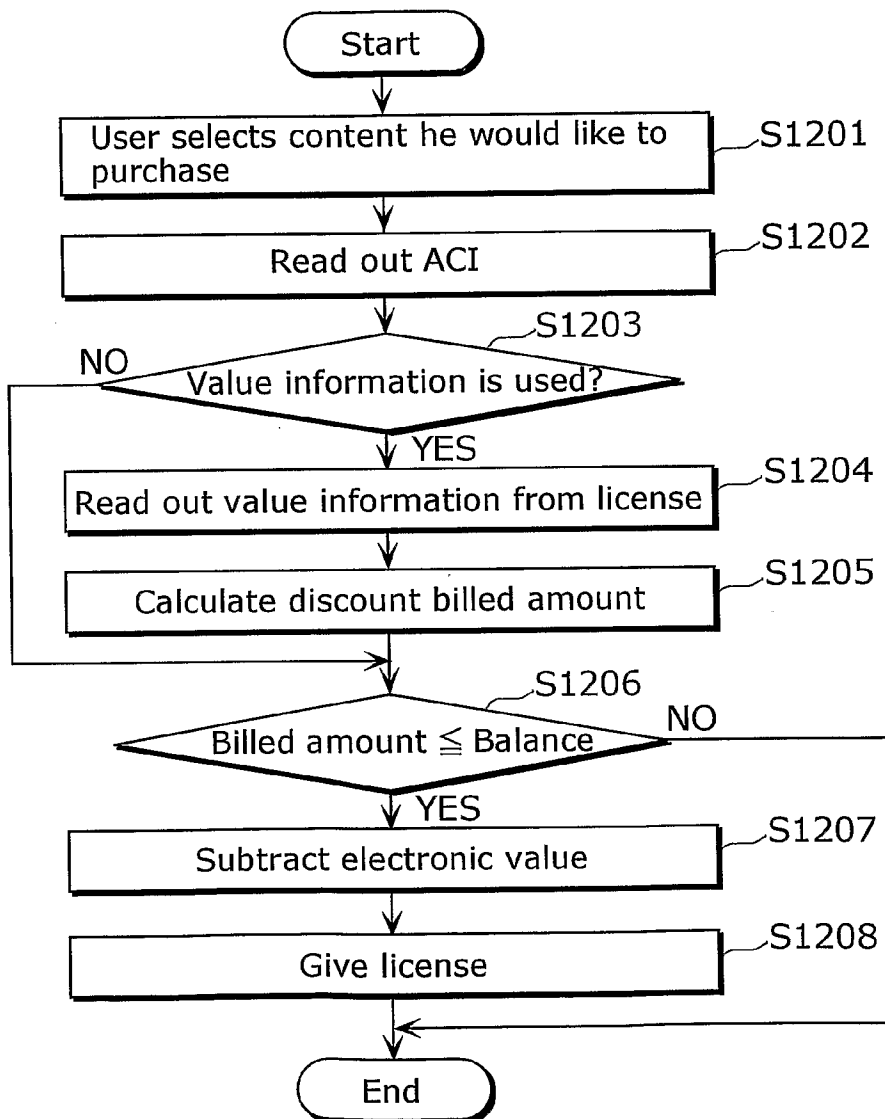 Start
User selects content he would like to
purchase
S1201
Read out ACI
S1202
S1203
NO
Value information is used?
YES
Read out value information from license
S1204
Calculate discount billed amount
S1205
S1206
NO
Billed amount ≦ Balance
YES
Subtract electronic value
S1207
Give license
S1208
End